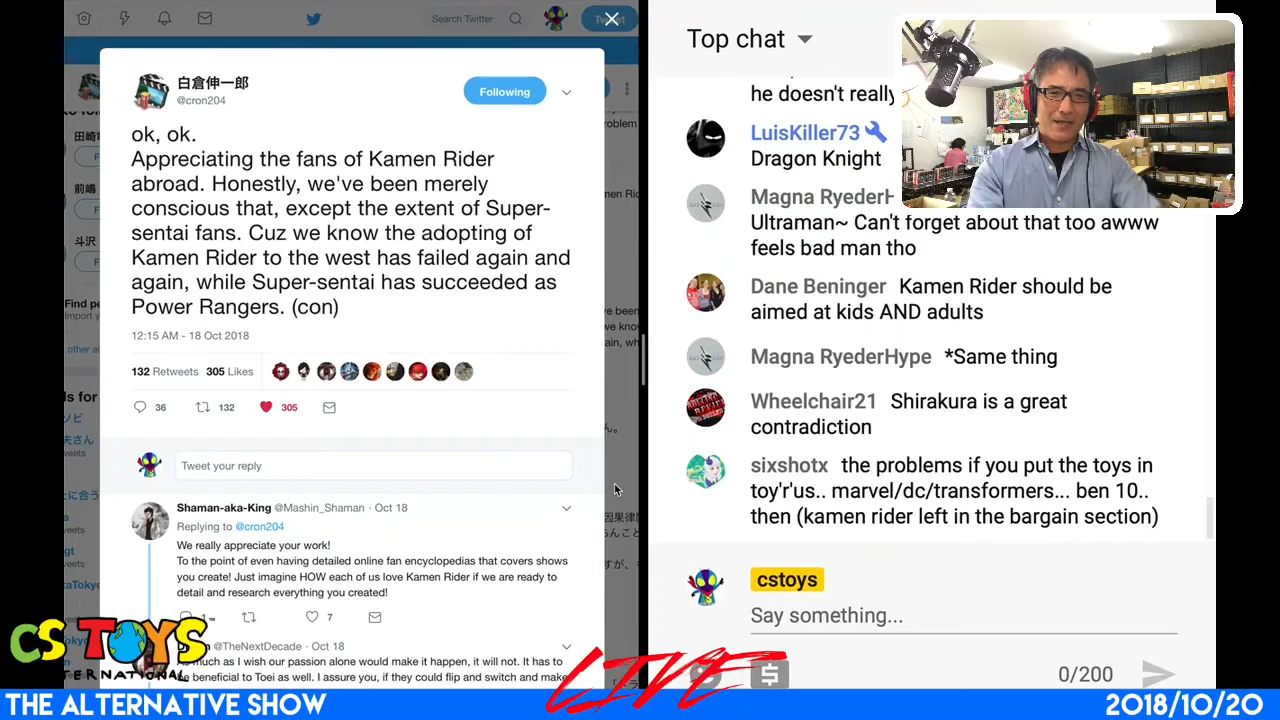 Search Twitter
Tweet
白倉伸一郎
@cron204
Following
ok, ok.
Appreciating the fans of Kamen Rider
abroad. Honestly, we've been merely
conscious that, except the extent of Super-
sentai fans. Cuz we know the adopting of
Kamen Rider to the west has failed again and
again, while Super-sentai has succeeded as
Power Rangers. (con)
12:15 AM - 18 Oct 2018
132 Retweets 305 Likes
36 132 305
Tweet your reply
Shaman-aka-King @Mashin_Shaman · Oct 18
Replying to @cron204
We really appreciate your work!
To the point of even having detailed online fan encyclopedias that covers shows
you create! Just imagine HOW each of us love Kamen Rider if we are ready to
detail and research everything you created!
7
@TheNextDecade · Oct 18
much as I wish our passion alone would make it happen, it will not. It has to
be beneficial to Toei as well. I assure you, if they could flip and switch and make
田崎
前嶋
斗沢
Find pe
Import y
other a
Top chat
he doesn't really
LuisKiller73
Dragon Knight
Magna RyederH
Ultraman~ Can't forget about that too awww
feels bad man tho
Dane Beninger Kamen Rider should be
aimed at kids AND adults
Magna RyederHype *Same thing
Wheelchair21 Shirakura is a great
contradiction
sixshotx the problems if you put the toys in
toy'r'us.. marvel/dc/transformers... ben 10..
then (kamen rider left in the bargain section)
cstoys
Say something...
0/200
CS TOYS
INTERNATIONAL
LIVE
THE ALTERNATIVE SHOW
2018/10/20